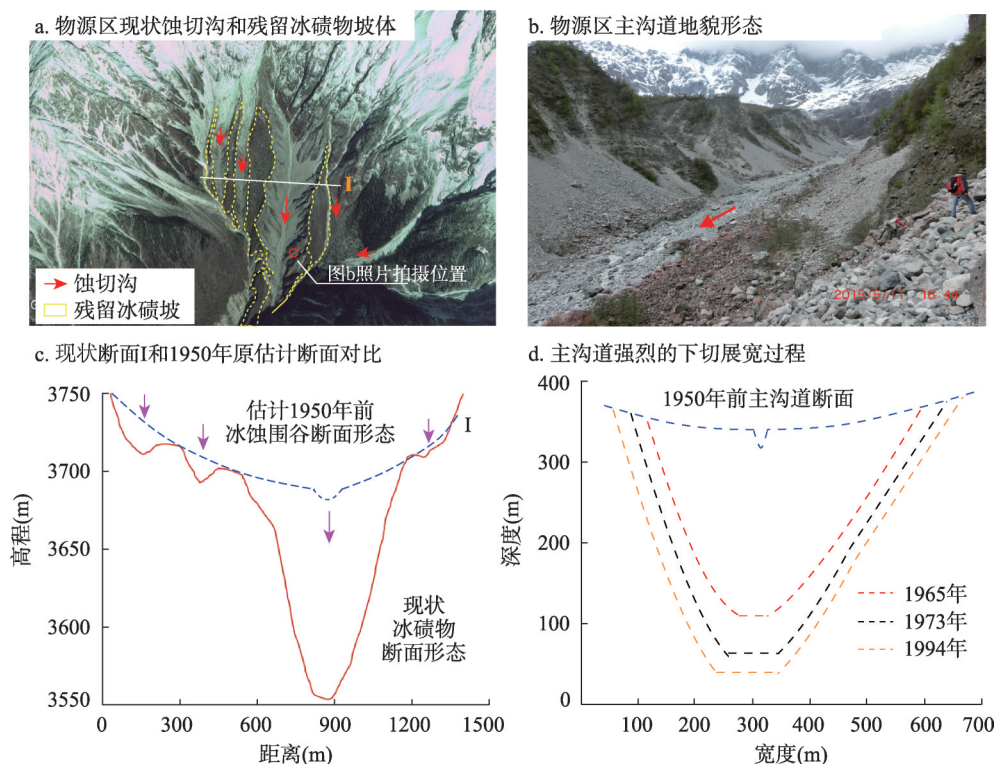 a. 物源区现状蚀切沟和残留冰碛物坡体
I
图b照片拍摄位置
蚀切沟
残留冰碛坡
b. 物源区主沟道地貌形态
2015/5/11 16:44
c. 现状断面I和1950年原估计断面对比
3750
3700
3650
3600
3550
高程(m)
估计1950年前
冰蚀围谷断面形态
I
现状
冰碛物
断面形态
0
300
600
900
1200
1500
距离(m)
d. 主沟道强烈的下切展宽过程
400
300
200
100
0
深度(m)
1950年前主沟道断面
1965年
1973年
1994年
100
200
300
400
500
600
700
宽度(m)